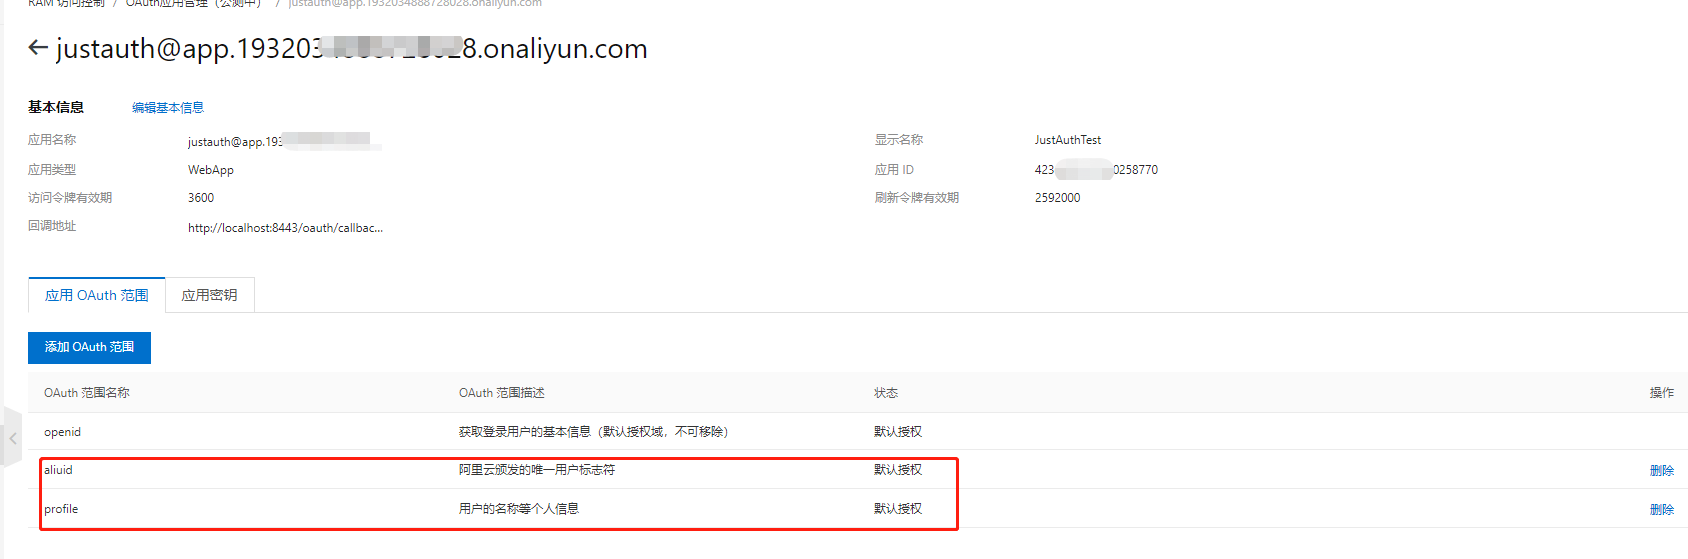 RAM 访问控制 / OAuth应用管理（公测中） / justauth@app.1932034888728028.onaliyun.com
justauth@app.193203 8.onaliyun.com
基本信息 编辑基本信息
应用名称 justauth@app.193 显示名称 JustAuthTest
应用类型 WebApp 应用 ID 423 0258770
访问令牌有效期 3600 刷新令牌有效期 2592000
回调地址 http://localhost:8443/oauth/callbac...
应用 OAuth 范围 应用密钥
添加 OAuth 范围
OAuth 范围名称 OAuth 范围描述 状态 操作
openid 获取登录用户的基本信息（默认授权域，不可移除） 默认授权
aliuid 阿里云颁发的唯一用户标志符 默认授权 删除
profile 用户的名称等个人信息 默认授权 删除